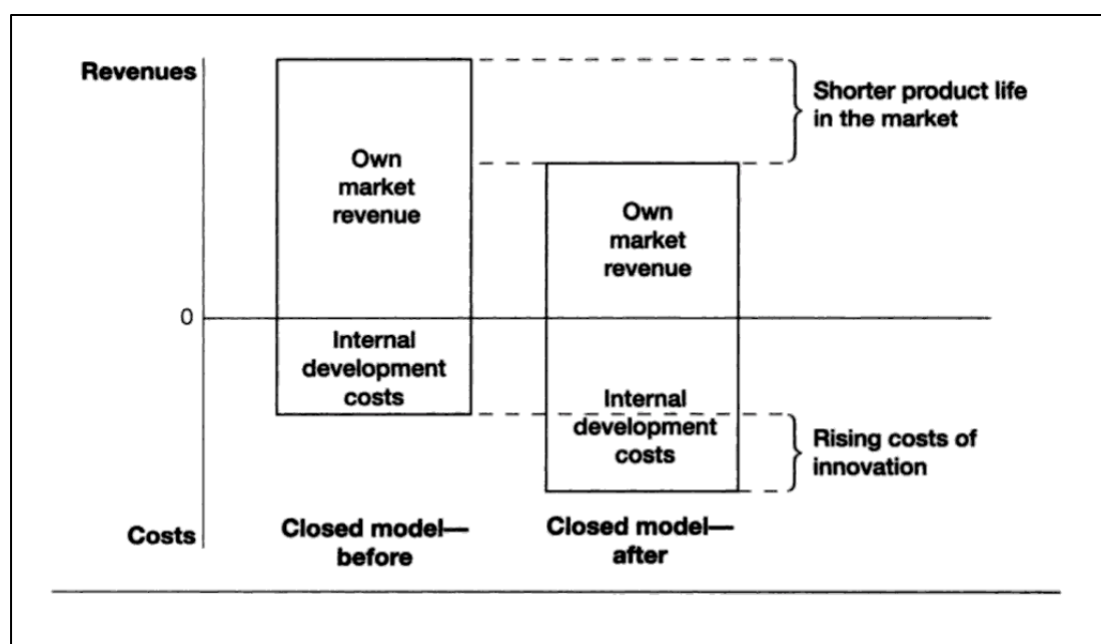 Revenues
Own
market
revenue
Shorter product life
in the market
Own
market
revenue
0
Internal
development
costs
Internal
development
costs
Rising costs of
innovation
Costs
Closed model—
before
Closed model—
after